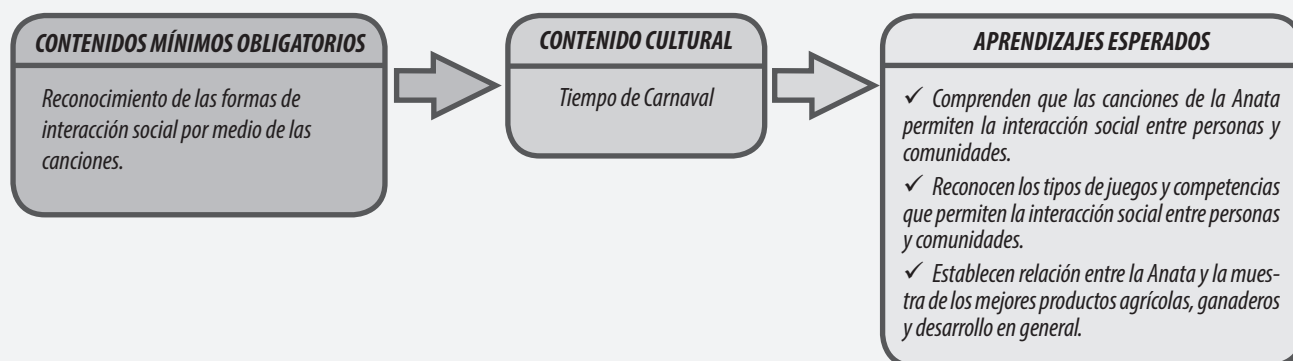 CONTENIDOS MÍNIMOS OBLIGATORIOS
Reconocimiento de las formas de
interacción social por medio de las
canciones.
CONTENIDO CULTURAL
Tiempo de Carnaval
APRENDIZAJES ESPERADOS
✓ Comprenden que las canciones de la Anata
permiten la interacción social entre personas y
comunidades.
✓ Reconocen los tipos de juegos y competencias
que permiten la interacción social entre personas
y comunidades.
✓ Establecen relación entre la Anata y la mues-
tra de los mejores productos agrícolas, ganaderos
y desarrollo en general.